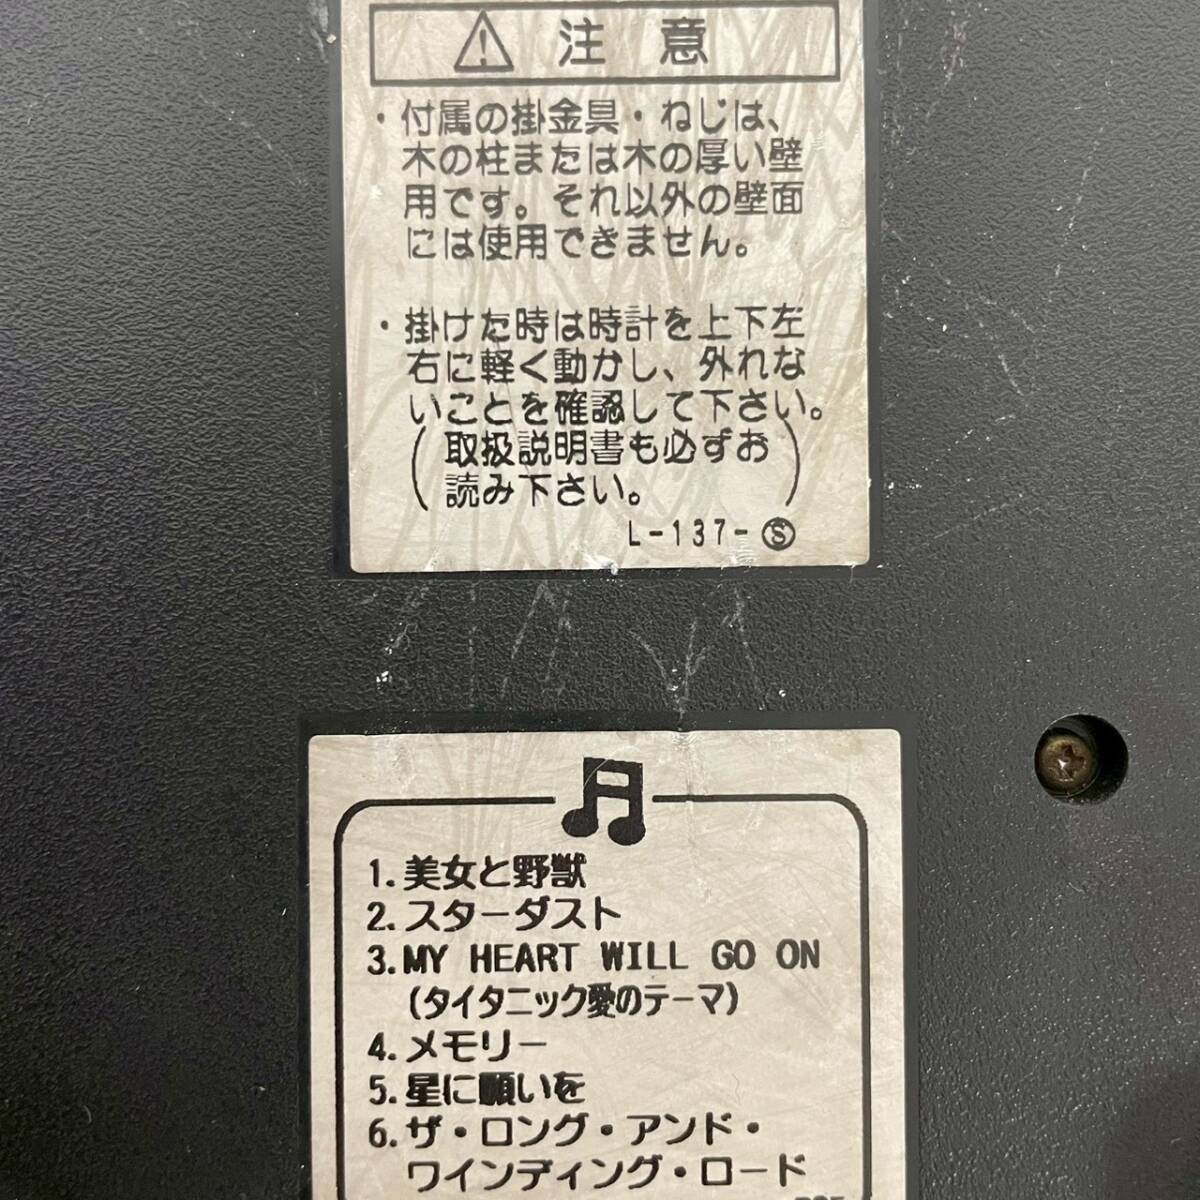 ⚠ 注 意
・付属の掛金具・ねじは、
木の柱または木の厚い壁
用です。それ以外の壁面
には使用できません。
・掛けた時は時計を上下左
右に軽く動かし、外れな
いことを確認して下さい。
(取扱説明書も必ずお
読み下さい。)
L-137-Ⓢ
1.美女と野獣
2.スターダスト
3.MY HEART WILL GO ON
(タイタニック愛のテーマ)
4.メモリー
5.星に願いを
6.ザ・ロング・アンド・
ワインディング・ロード